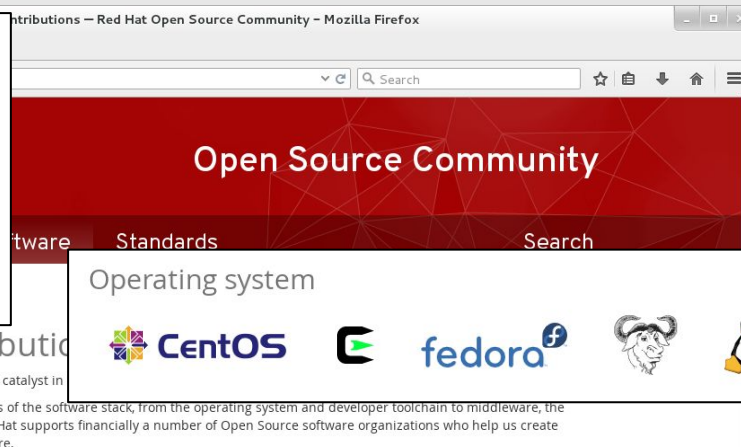 ntributions — Red Hat Open Source Community – Mozilla Firefox
Search
Open Source Community
tware Standards Search
Operating system
CentOS fedora
butio
catalyst in
s of the software stack, from the operating system and developer toolchain to middleware, the
Hat supports financially a number of Open Source software organizations who help us create
re.